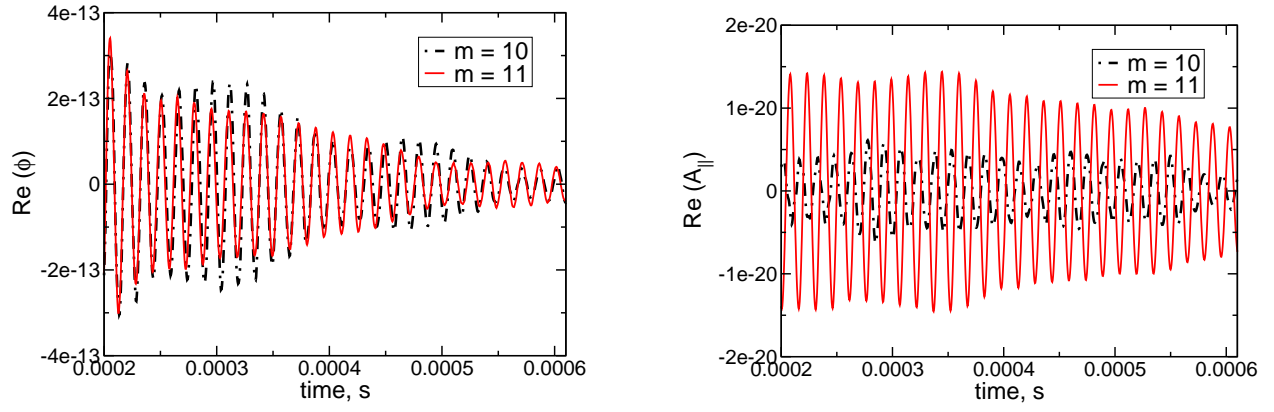 4e-13
2e-13
0
-2e-13
-4e-13
Re (ϕ)
m = 10
m = 11
0.0002 0.0003 0.0004 0.0005 0.0006
time, s
2e-20
1e-20
0
-1e-20
-2e-20
Re (A||)
m = 10
m = 11
0.0002 0.0003 0.0004 0.0005 0.0006
time, s